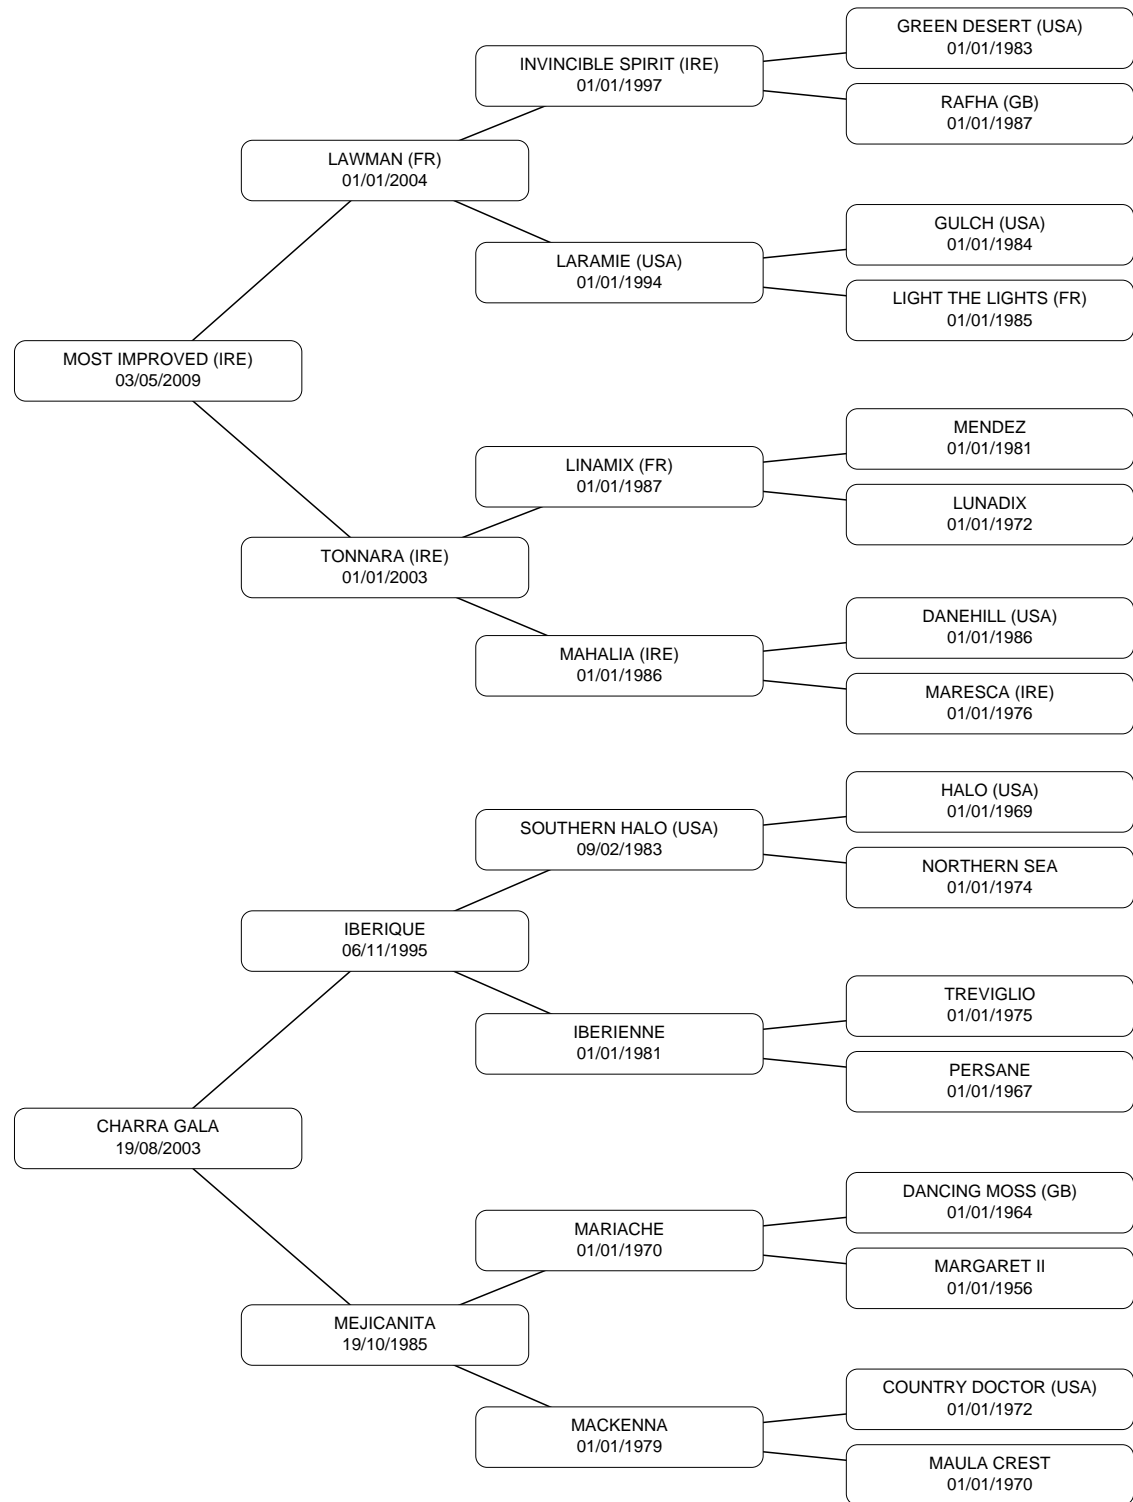 GREEN DESERT (USA)
01/01/1983
INVINCIBLE SPIRIT (IRE)
01/01/1997
RAFHA (GB)
01/01/1987
LAWMAN (FR)
01/01/2004
GULCH (USA)
01/01/1984
LARAMIE (USA)
01/01/1994
LIGHT THE LIGHTS (FR)
01/01/1985
MOST IMPROVED (IRE)
03/05/2009
MENDEZ
01/01/1981
LINAMIX (FR)
01/01/1987
LUNADIX
01/01/1972
TONNARA (IRE)
01/01/2003
DANEHILL (USA)
01/01/1986
MAHALIA (IRE)
01/01/1986
MARESCA (IRE)
01/01/1976
HALO (USA)
01/01/1969
SOUTHERN HALO (USA)
09/02/1983
NORTHERN SEA
01/01/1974
IBERIQUE
06/11/1995
TREVIGLIO
01/01/1975
IBERIENNE
01/01/1981
PERSANE
01/01/1967
CHARRA GALA
19/08/2003
DANCING MOSS (GB)
01/01/1964
MARIACHE
01/01/1970
MARGARET II
01/01/1956
MEJICANITA
19/10/1985
COUNTRY DOCTOR (USA)
01/01/1972
MACKENNA
01/01/1979
MAULA CREST
01/01/1970